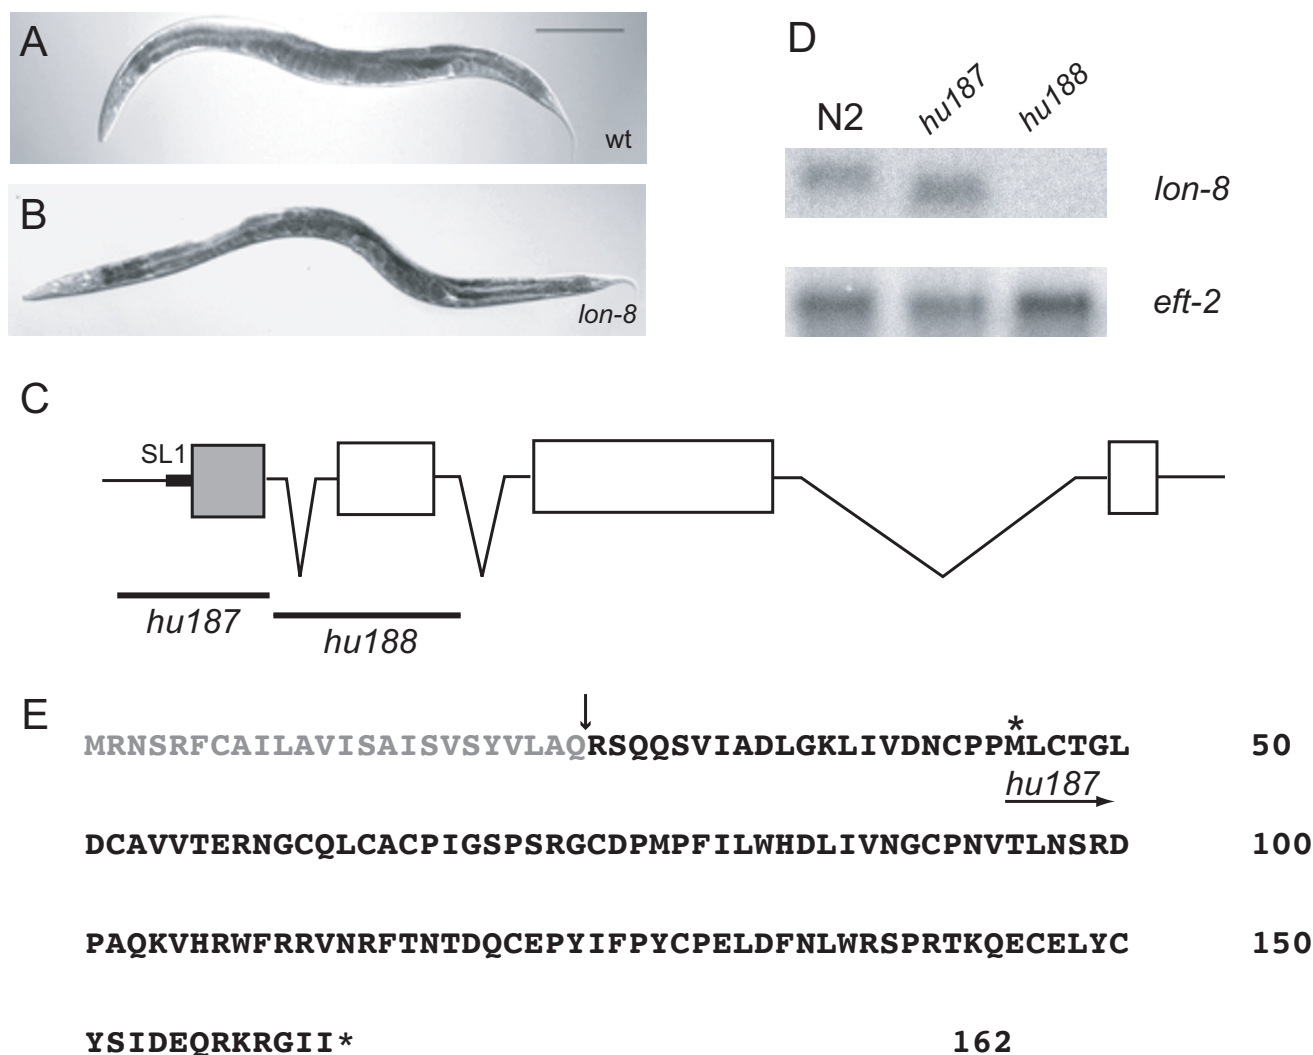 A
wt
B
lon-8
D
N2 hu187 hu188
lon-8
eft-2
C
SL1
hu187
hu188
E
*
MRNSRFCAILAVISAISVSYVLAQRSQQSVIADLGKLIVDNCPPMLCTGL 50
hu187
DCAVVTERNGCQLCACPIGSPSRGCDPMPFILWHDLIVNGCPNVTLNSRD 100
PAQKVHRWFRRVNRFTNTDQCEPYIFPYCPELDFNLWRSPRTKQECELYC 150
YSIDEQRKRGII* 162